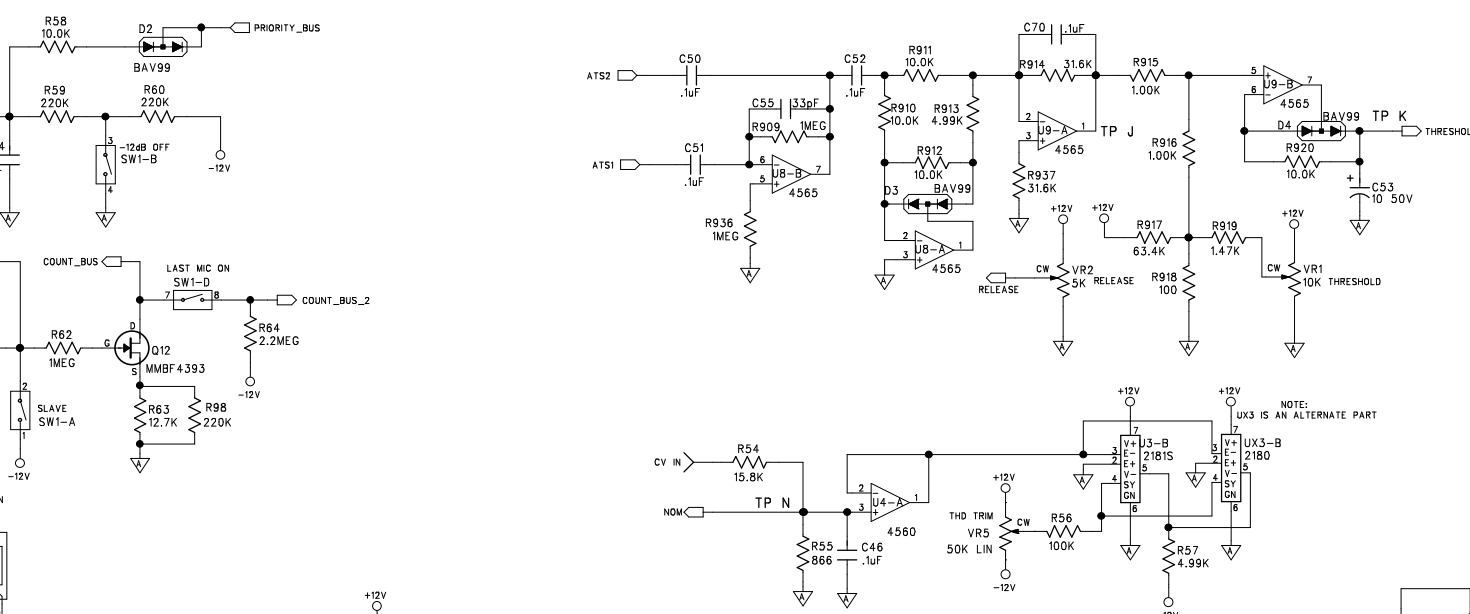 R58
10.0K
D2
BAV99
PRIORITY_BUS
R59
220K
R60
220K
3
-12dB OFF
SW1-B
4
-12V
4
A
A
COUNT_BUS
LAST MIC ON
SW1-D
7
8
COUNT_BUS_2
R64
2.2MEG
-12V
R62
1MEG
D
G
S
Q12
MMBF4393
2
SLAVE
SW1-A
1
-12V
R63
12.7K
R98
220K
A
N
+12V
ATS2
C50
.1uF
C52
.1uF
C55
33pF
R909
1MEG
ATS1
C51
.1uF
6
5
7
U8-B
4565
R936
1MEG
A
R911
10.0K
R910
10.0K
R913
4.99K
R912
10.0K
D3
BAV99
2
3
1
U8-A
4565
A
C70
.1uF
R914
31.6K
2
3
1
U9-A
4565
TP J
R937
31.6K
A
R915
1.00K
R916
1.00K
5
6
7
U9-B
4565
D4
BAV99
TP K
THRESHOL
R920
10.0K
+
C53
10 50V
A
+12V
CW
VR2
5K
RELEASE
RELEASE
A
+12V
R917
63.4K
R919
1.47K
R918
100
A
+12V
CW
VR1
10K
THRESHOLD
A
CV IN
R54
15.8K
TP N
NOM
R55
866
C46
.1uF
A
A
2
3
1
U4-A
4560
+12V
THD TRIM
VR5
50K LIN
CW
-12V
R56
100K
+12V
7
V+
E-
E+
V-
SY
GN
3
2
4
5
6
U3-B
2181S
A
A
+12V
NOTE:
UX3 IS AN ALTERNATE PART
7
V+
E-
E+
V-
SY
GN
3
2
4
5
6
UX3-B
2180
A
A
R57
4.99K